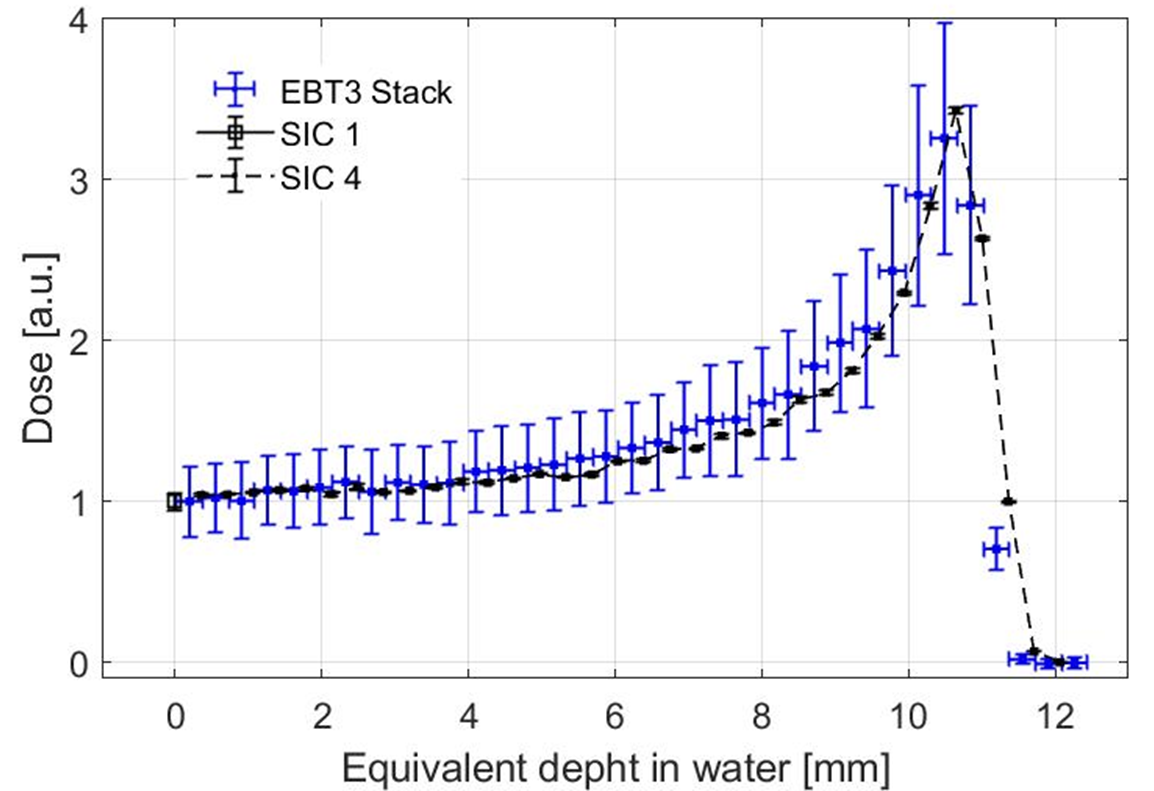 4
3
2
1
0
Dose [a.u.]
EBT3 Stack
SIC 1
SIC 4
0 2 4 6 8 10 12
Equivalent depht in water [mm]